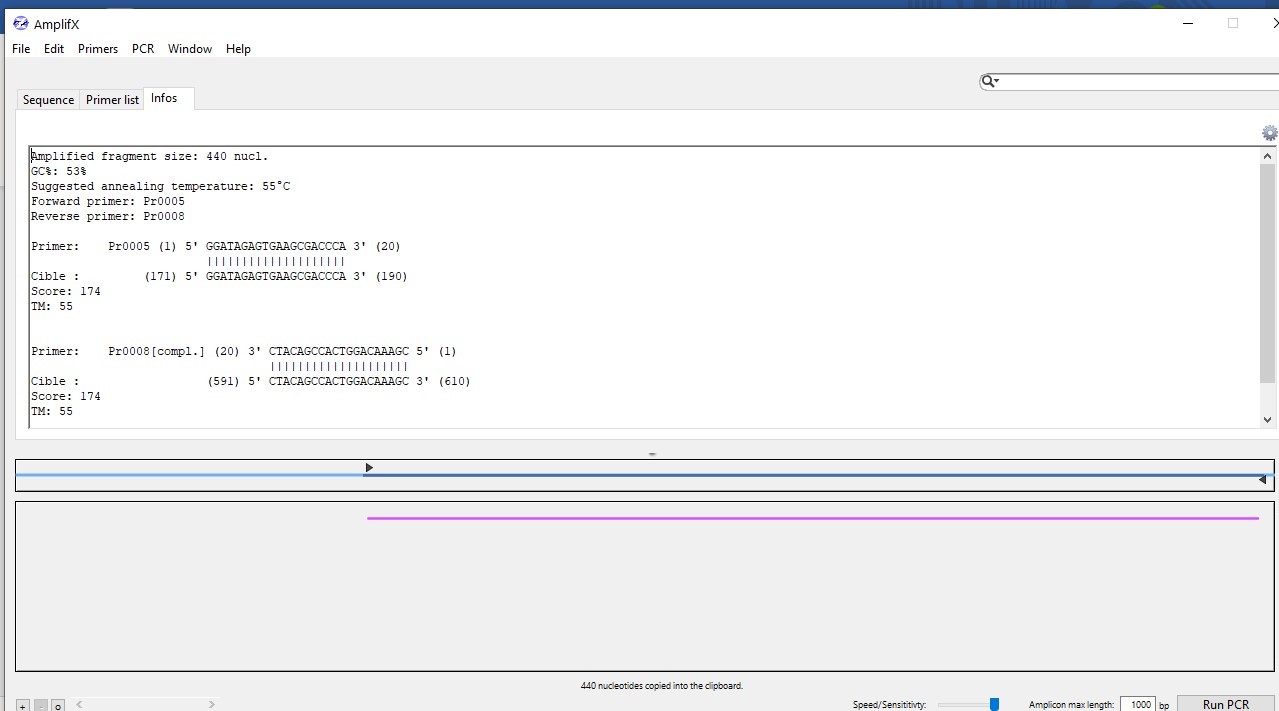 AmplifX
File Edit Primers PCR Window Help
Sequence Primer list Infos
Amplified fragment size: 440 nucl.
GC%: 53%
Suggested annealing temperature: 55°C
Forward primer: Pr0005
Reverse primer: Pr0008
Primer: Pr0005 (1) 5' GGATAGAGTGAAGCGACCCA 3' (20)
||||||||||||||||||||
Cible : (171) 5' GGATAGAGTGAAGCGACCCA 3' (190)
Score: 174
TM: 55
Primer: Pr0008[compl.] (20) 3' CTACAGCCACTGGACAAAGC 5' (1)
||||||||||||||||||||
Cible : (591) 5' CTACAGCCACTGGACAAAGC 3' (610)
Score: 174
TM: 55
440 nucleotides copied into the clipboard.
+ - o < > Speed/Sensitivity: Amplicon max length: 1000 bp Run PCR